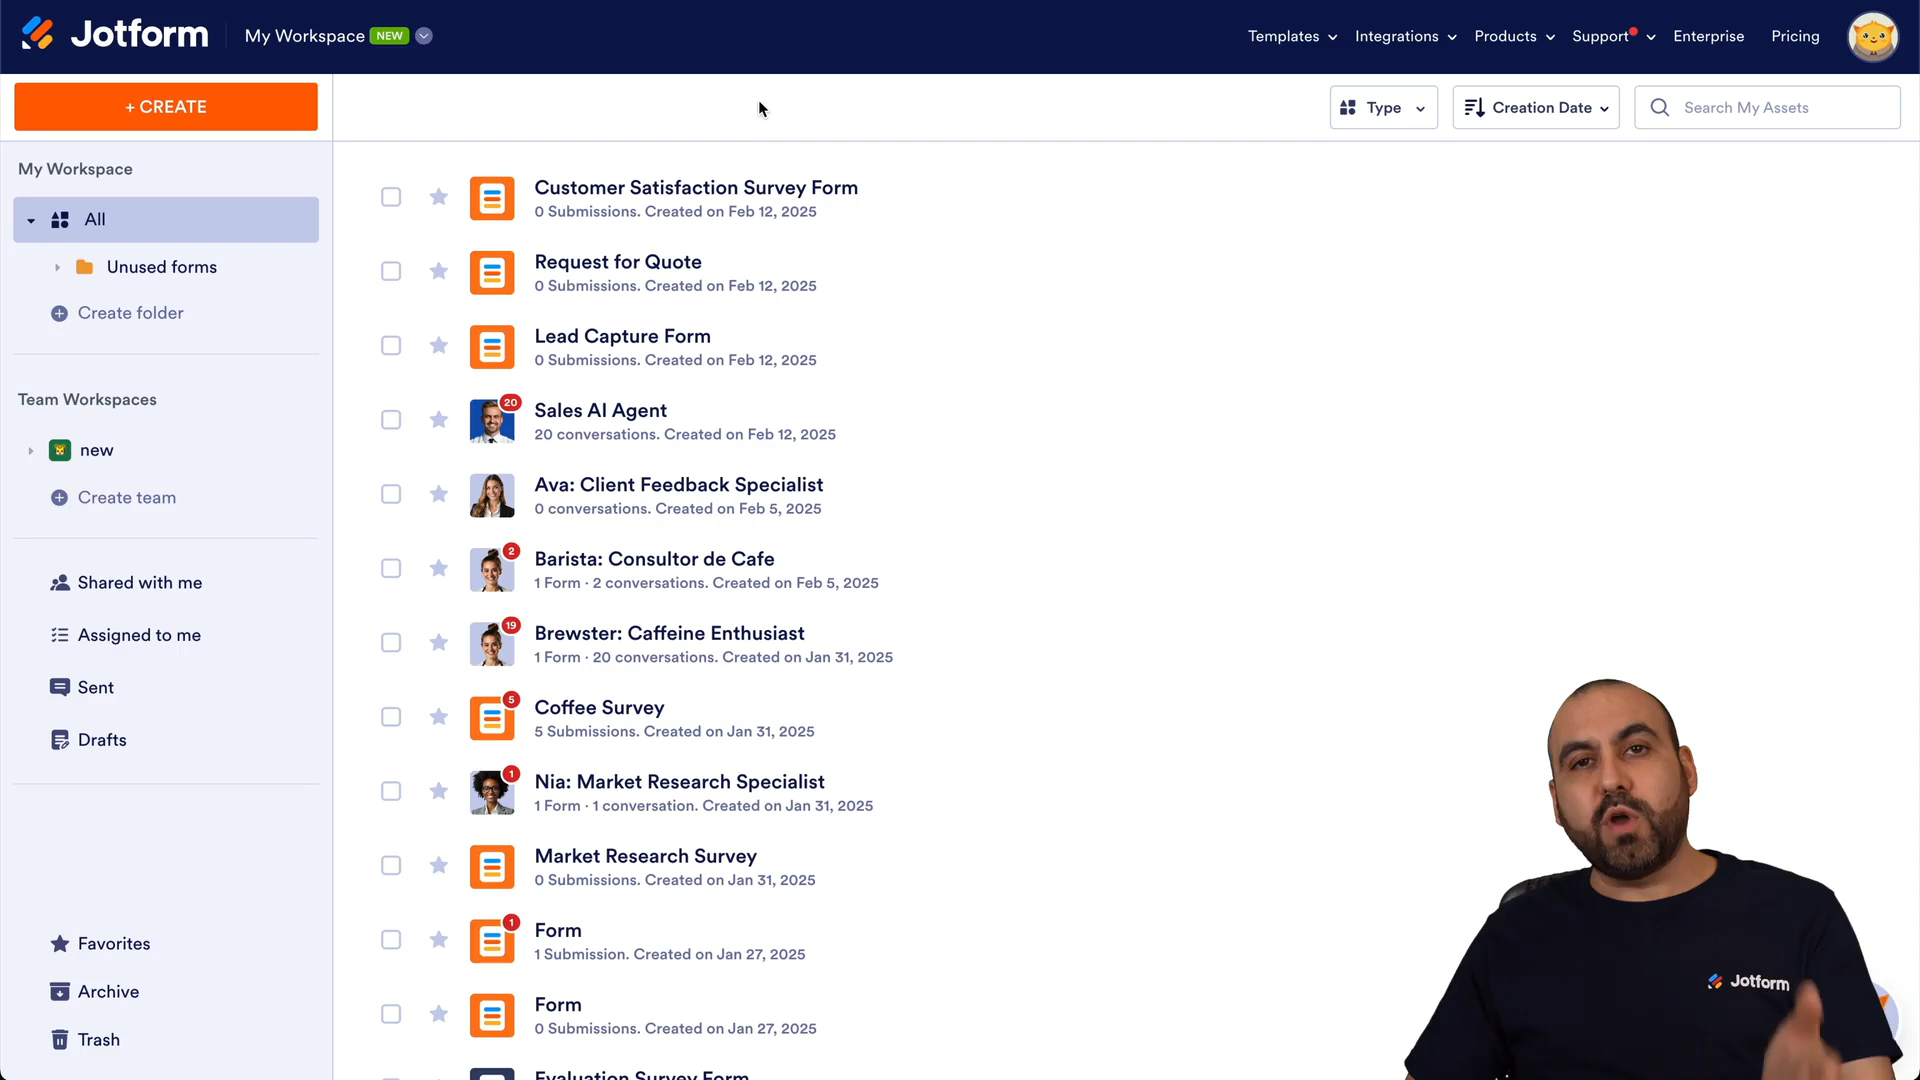 Jotform
My Workspace NEW
Templates
Integrations
Products
Support
Enterprise
Pricing
+ CREATE
Type
Creation Date
Search My Assets
My Workspace
All
Unused forms
Create folder
Team Workspaces
new
Create team
Shared with me
Assigned to me
Sent
Drafts
Favorites
Archive
Trash
Customer Satisfaction Survey Form
0 Submissions. Created on Feb 12, 2025
Request for Quote
0 Submissions. Created on Feb 12, 2025
Lead Capture Form
0 Submissions. Created on Feb 12, 2025
20
Sales AI Agent
20 conversations. Created on Feb 12, 2025
Ava: Client Feedback Specialist
0 conversations. Created on Feb 5, 2025
2
Barista: Consultor de Cafe
1 Form · 2 conversations. Created on Feb 5, 2025
19
Brewster: Caffeine Enthusiast
1 Form · 20 conversations. Created on Jan 31, 2025
5
Coffee Survey
5 Submissions. Created on Jan 31, 2025
1
Nia: Market Research Specialist
1 Form · 1 conversation. Created on Jan 31, 2025
Market Research Survey
0 Submissions. Created on Jan 31, 2025
1
Form
1 Submission. Created on Jan 27, 2025
Form
0 Submissions. Created on Jan 27, 2025
Evaluation Survey Form
Jotform